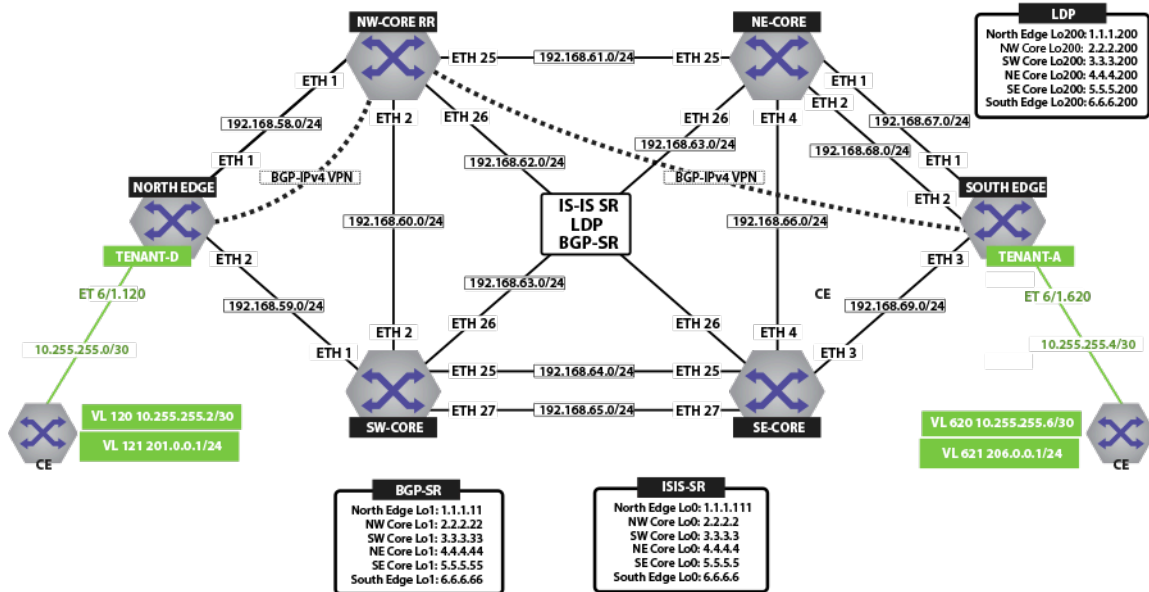 NW-CORE RR
NE-CORE
LDP
North Edge Lo200: 1.1.1.200
NW Core Lo200: 2.2.2.200
SW Core Lo200: 3.3.3.200
NE Core Lo200: 4.4.4.200
SE Core Lo200: 5.5.5.200
South Edge Lo200: 6.6.6.200
ETH 25
192.168.61.0/24
ETH 25
ETH 1
ETH 1
ETH 2
ETH 26
ETH 26
ETH 4
ETH 2
192.168.58.0/24
192.168.67.0/24
192.168.68.0/24
192.168.62.0/24
192.168.63.0/24
ETH 1
ETH 1
BGP-IPv4 VPN
BGP-IPv4 VPN
NORTH EDGE
SOUTH EDGE
ETH 2
IS-IS SR
LDP
BGP-SR
192.168.60.0/24
192.168.66.0/24
TENANT-D
TENANT-A
ETH 2
ETH 3
ET 6/1.120
ET 6/1.620
192.168.63.0/24
CE
192.168.59.0/24
192.168.69.0/24
ETH 2
ETH 26
ETH 26
ETH 4
10.255.255.0/30
10.255.255.4/30
ETH 1
ETH 3
ETH 25
192.168.64.0/24
ETH 25
ETH 27
192.168.65.0/24
ETH 27
SW-CORE
SE-CORE
VL 120 10.255.255.2/30
VL 121 201.0.0.1/24
CE
VL 620 10.255.255.6/30
VL 621 206.0.0.1/24
CE
BGP-SR
North Edge Lo1: 1.1.1.11
NW Core Lo1: 2.2.2.22
SW Core Lo1: 3.3.3.33
NE Core Lo1: 4.4.4.44
SE Core Lo1: 5.5.5.55
South Edge Lo1: 6.6.6.66
ISIS-SR
North Edge Lo0: 1.1.1.111
NW Core Lo0: 2.2.2.2
SW Core Lo0: 3.3.3.3
NE Core Lo0: 4.4.4.4
SE Core Lo0: 5.5.5.5
South Edge Lo0: 6.6.6.6